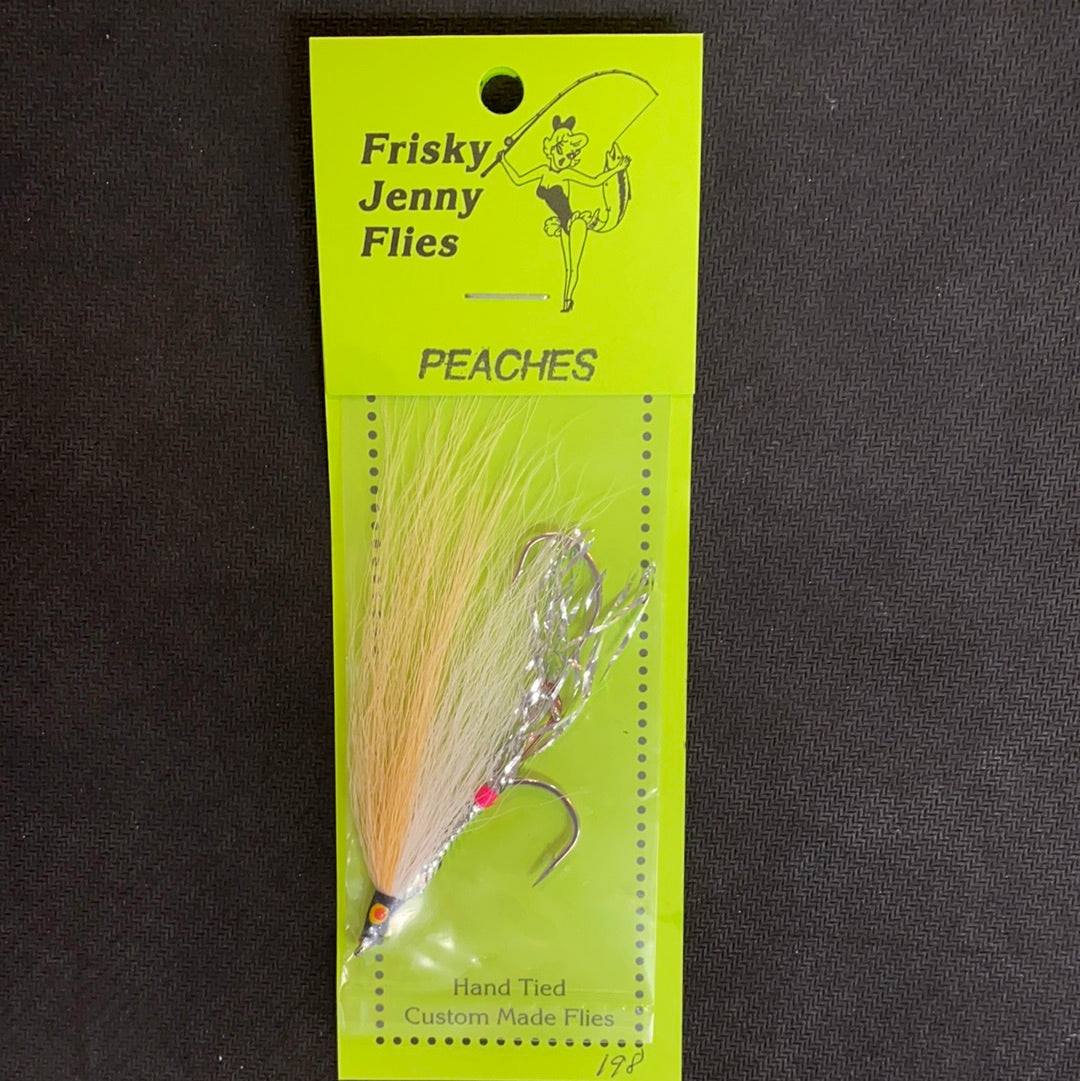 Frisky
Jenny
Flies
PEACHES
Hand Tied
Custom Made Flies
198